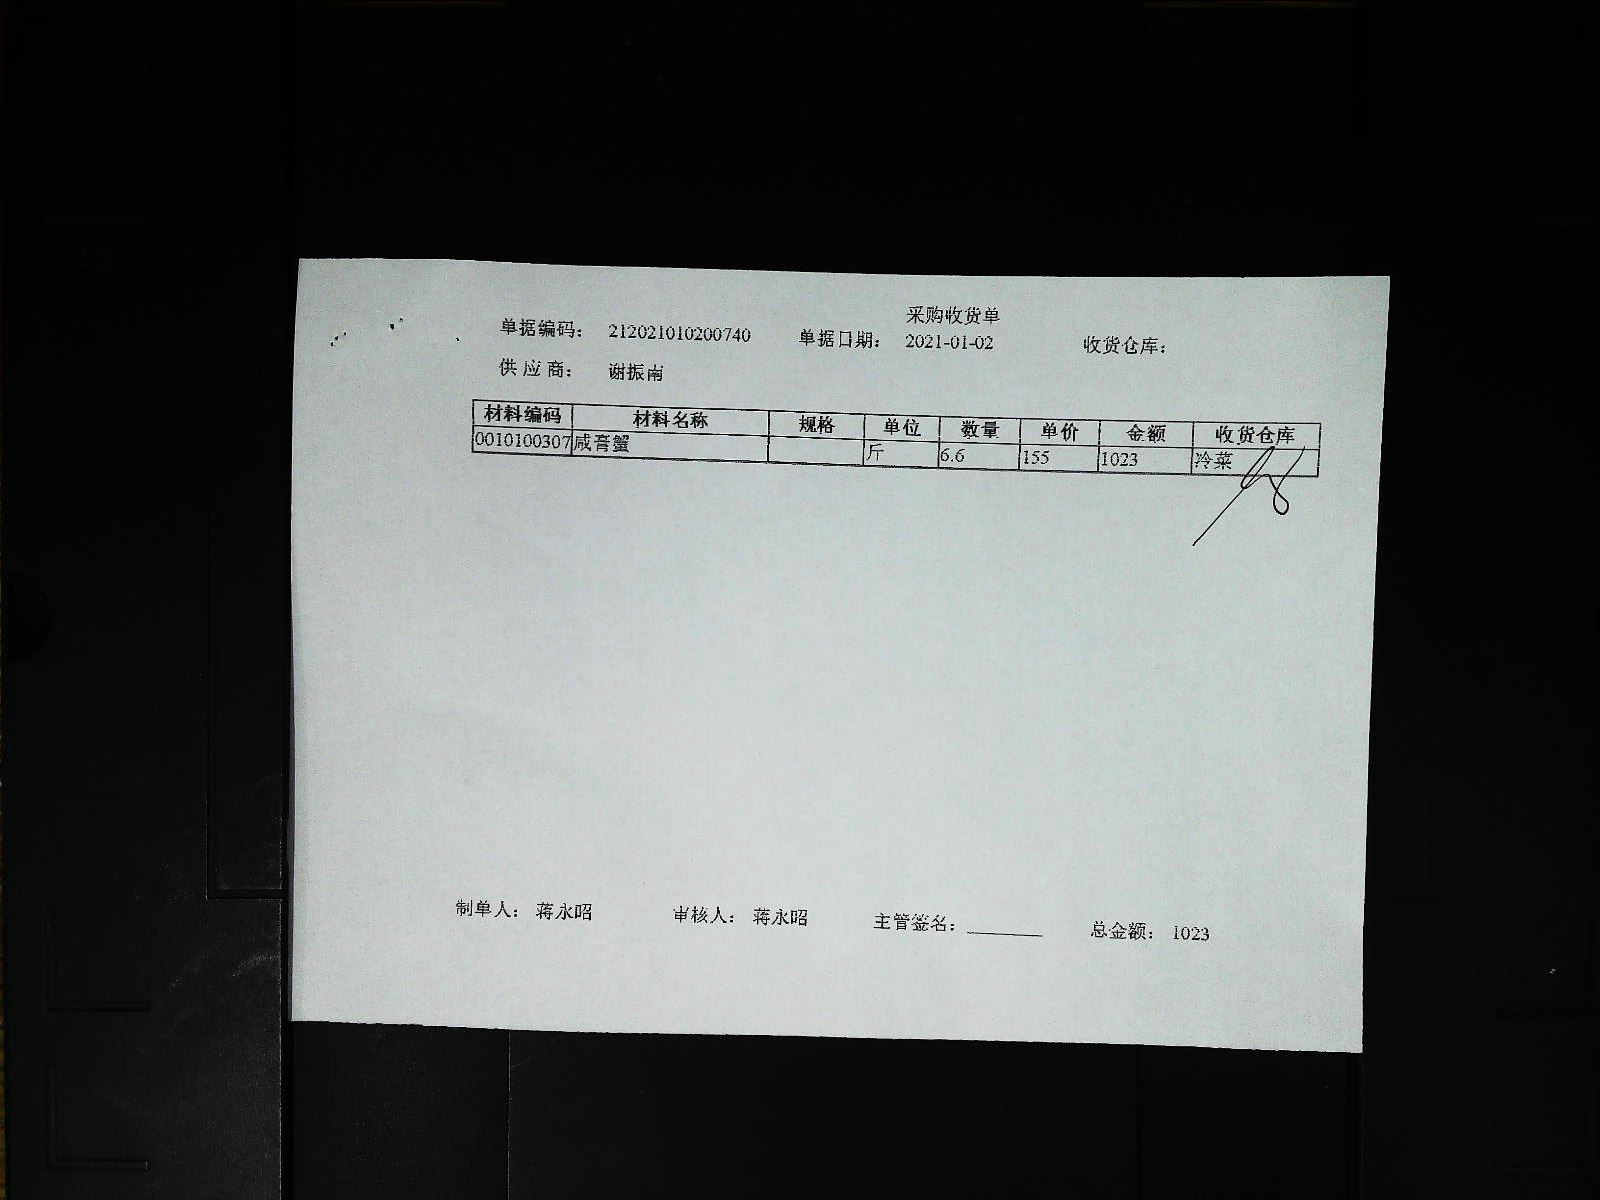 采购收货单
单据编码： 212021010200740 单据日期： 2021-01-02 收货仓库：
供 应 商： 谢振南
材料编码 材料名称 规格 单位 数量 单价 金额 收货仓库
0010100307 咸膏蟹 斤 6.6 155 1023 冷菜
制单人： 蒋永昭 审核人： 蒋永昭 主管签名：________ 总金额： 1023